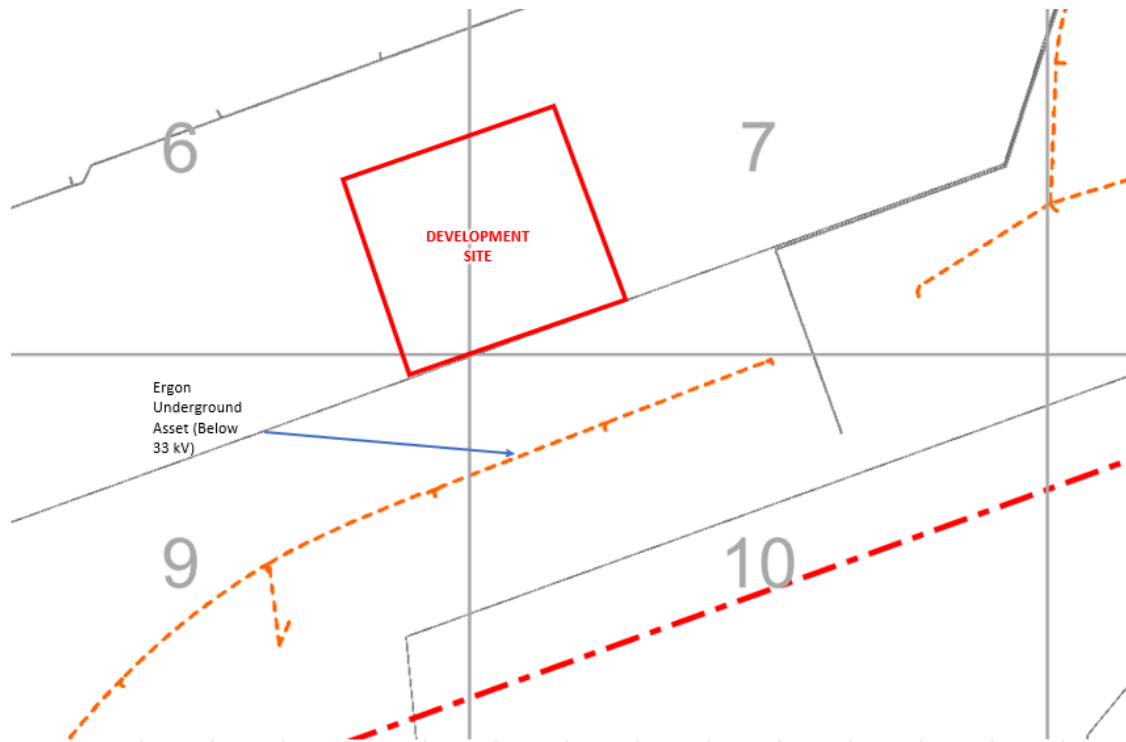 6
7
DEVELOPMENT
SITE
Ergon
Underground
Asset (Below
33 kV)
9
10